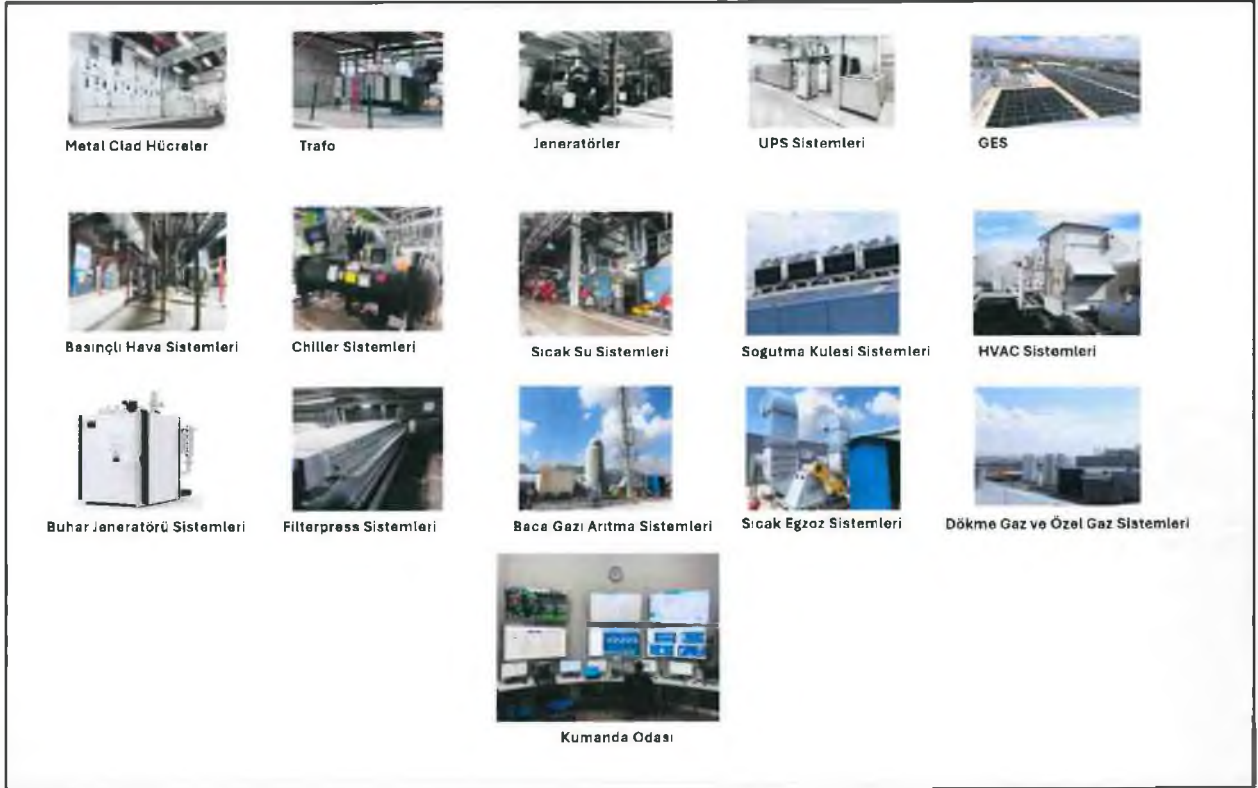 Metal Clad Hücreler
Trafo
Jeneratörler
UPS Sistemleri
GES
Basınçlı Hava Sistemleri
Chiller Sistemleri
Sıcak Su Sistemleri
Sogutma Kulesi Sistemleri
HVAC Sistemleri
Buhar Jeneratörü Sistemleri
Filterpress Sistemleri
Baca Gazı Arıtma Sistemleri
Sıcak Egzoz Sistemleri
Dökme Gaz ve Özel Gaz Sistemleri
Kumanda Odası